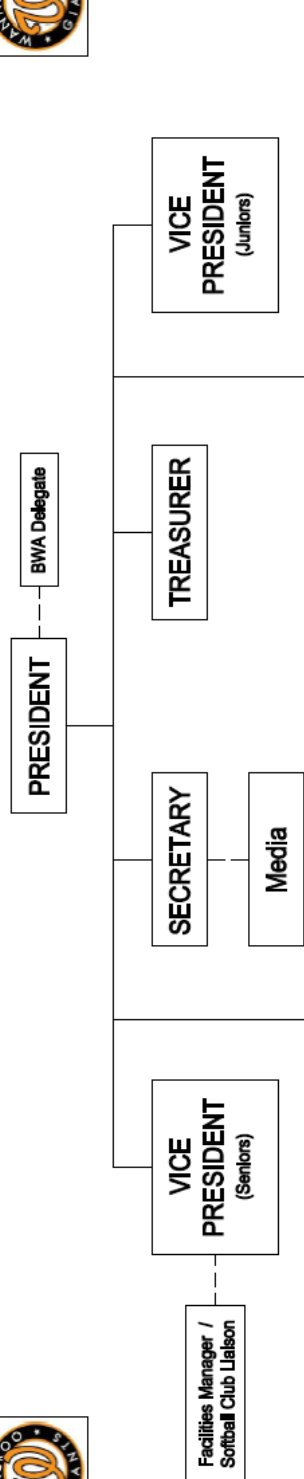 PRESIDENT
BWA Delegate
VICE
PRESIDENT
(Seniors)
SECRETARY
TREASURER
VICE
PRESIDENT
(Juniors)
Facilities Manager /
Softball Club Liaison
Media